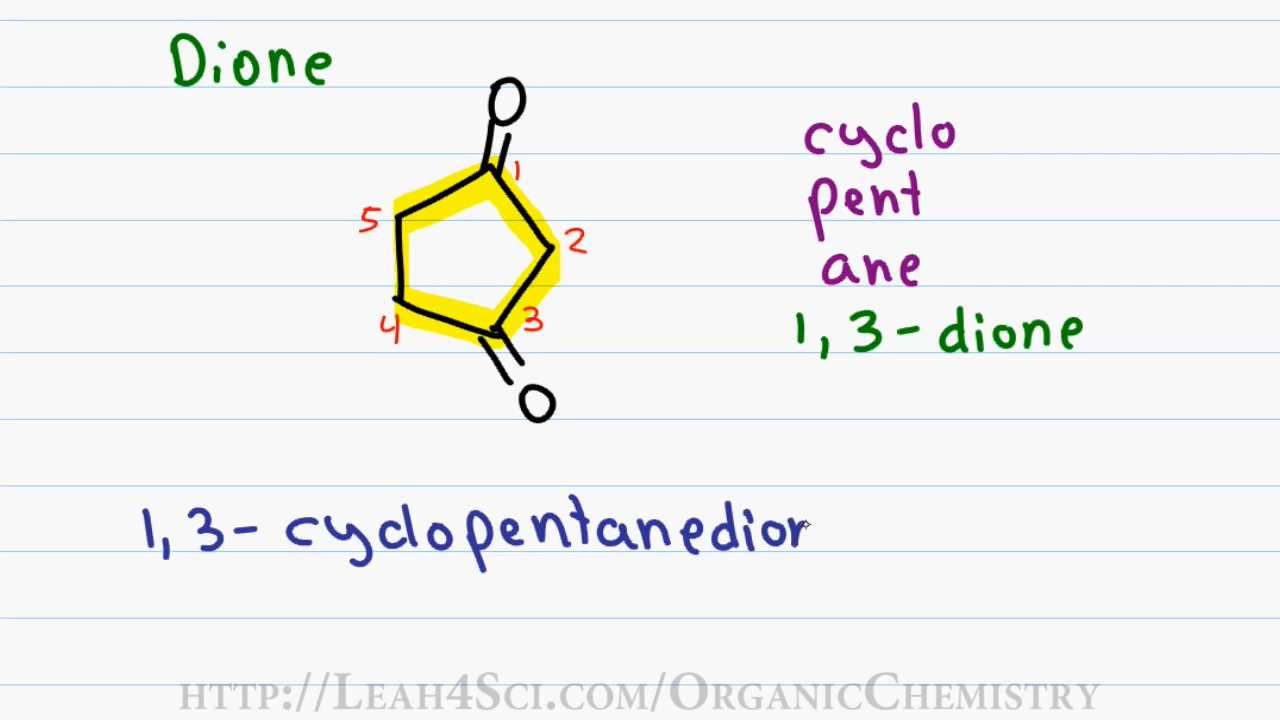 Dione
O
cyclo
1
pent
5
2
ane
4
3
1, 3 - dione
O
1, 3 - cyclopentanedior
HTTP://LEAH4SCI.COM/ORGANICCHEMISTRY